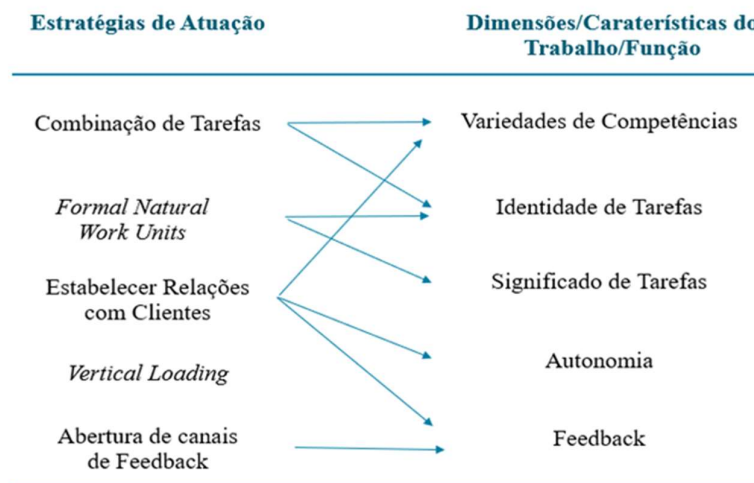 Estratégias de Atuação
Dimensões/Caraterísticas do
Trabalho/Função
Combinação de Tarefas
Variedades de Competências
Formal Natural
Work Units
Identidade de Tarefas
Estabelecer Relações
com Clientes
Significado de Tarefas
Vertical Loading
Autonomia
Abertura de canais
de Feedback
Feedback